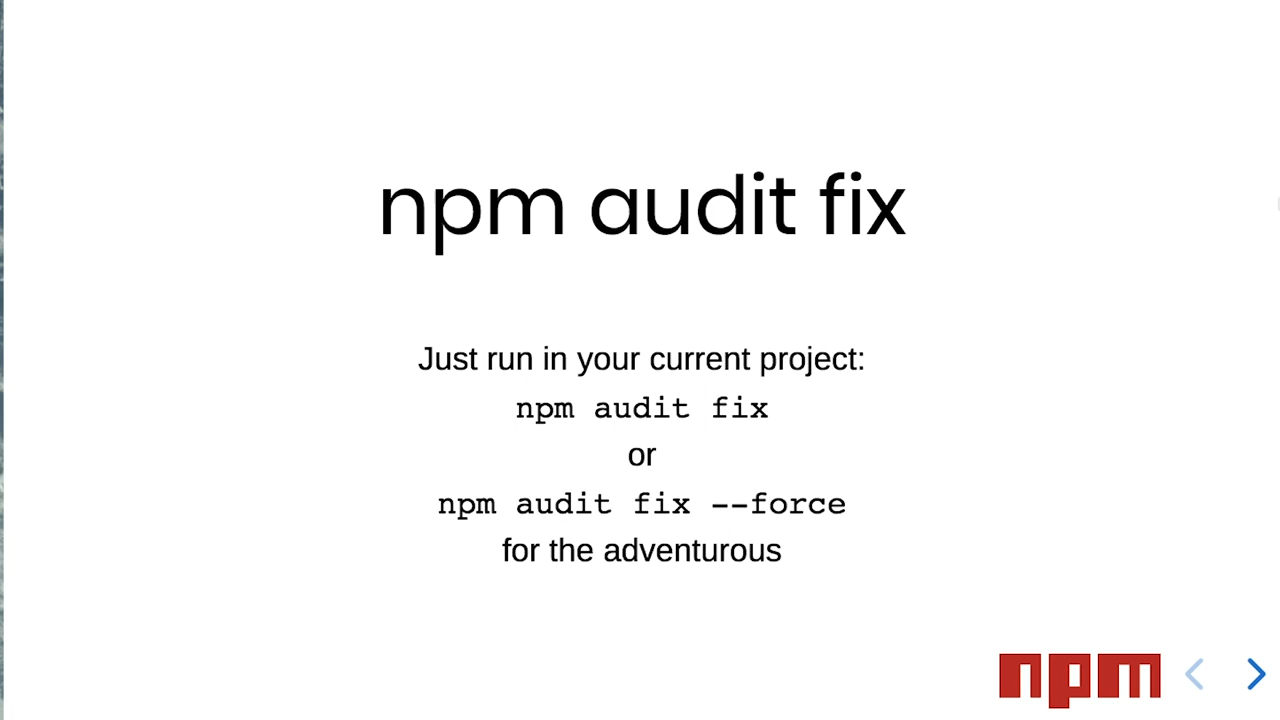 npm audit fix
Just run in your current project:
npm audit fix
or
npm audit fix --force
for the adventurous
npm